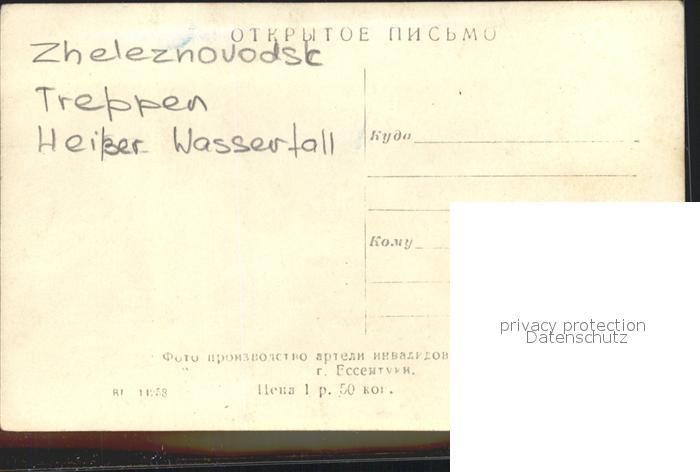 ОТКРЫТОЕ ПИСЬМО
Zheleznovodsk
Treppen
Heißer Wasserfall
Куда
Кому
privacy protection
Datenschutz
Фото производство артели инвалидов
г. Ессентуки.
Цена 1 р. 50 коп.